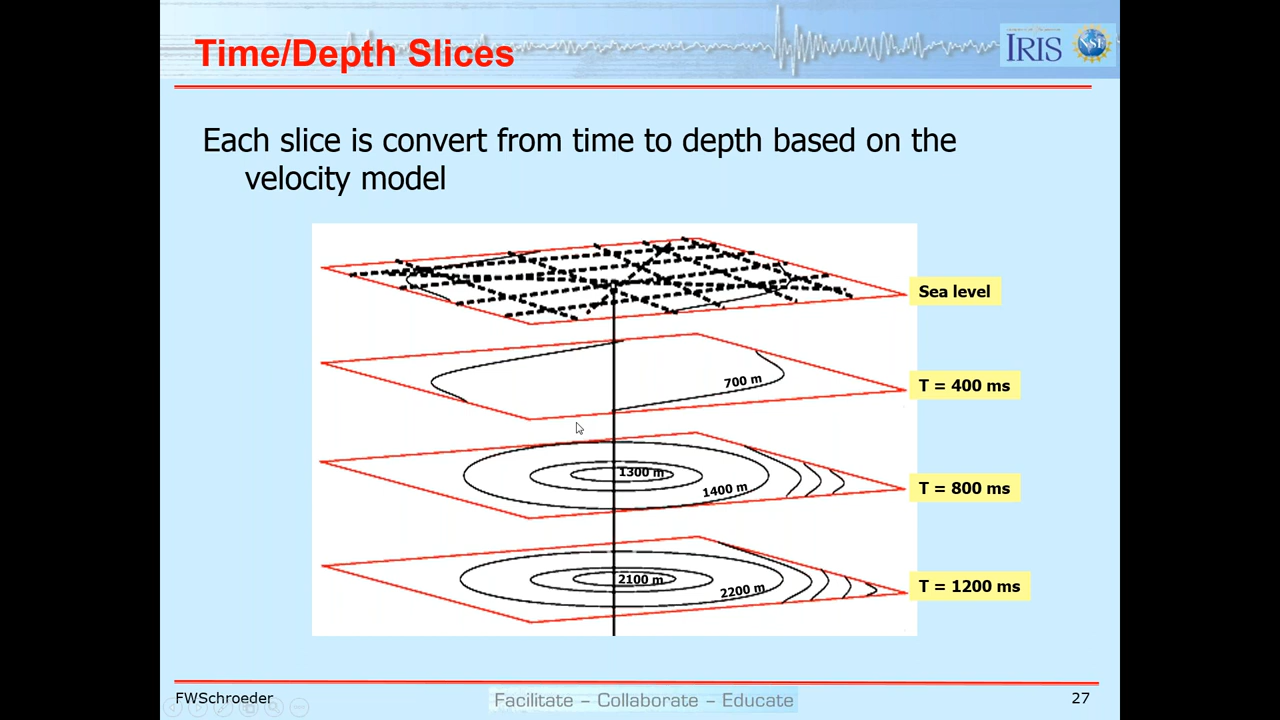 Time/Depth Slices
IRIS
NSF
Each slice is convert from time to depth based on the
velocity model
Sea level
700 m
T = 400 ms
1300 m
1400 m
T = 800 ms
2100 m
2200 m
T = 1200 ms
FWSchroeder
Facilitate – Collaborate – Educate
27